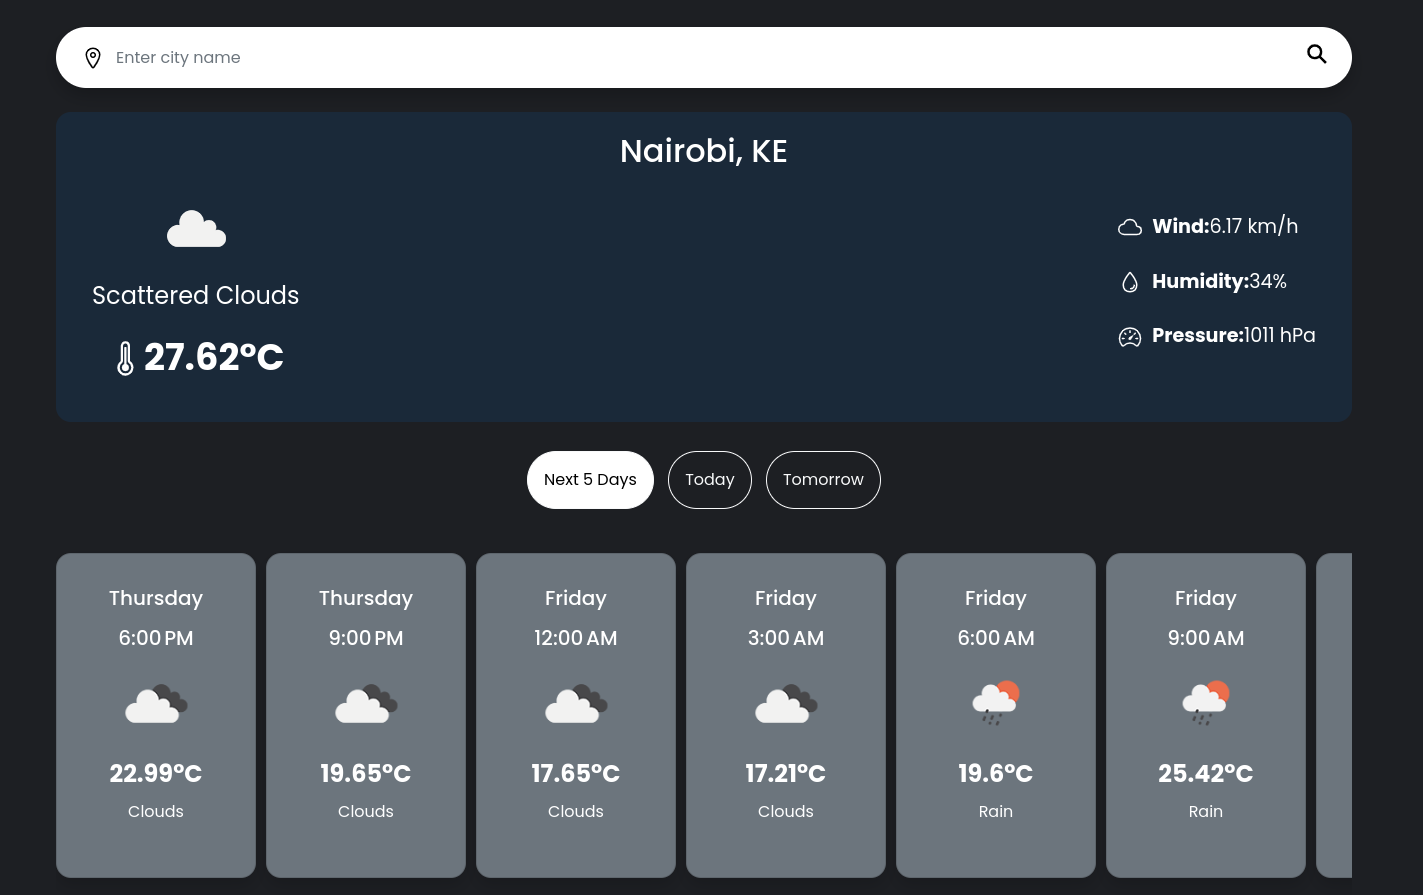 Enter city name
Nairobi, KE
Scattered Clouds
27.62°C
Wind:6.17 km/h
Humidity:34%
Pressure:1011 hPa
Next 5 Days
Today
Tomorrow
Thursday
6:00 PM
22.99°C
Clouds
Thursday
9:00 PM
19.65°C
Clouds
Friday
12:00 AM
17.65°C
Clouds
Friday
3:00 AM
17.21°C
Clouds
Friday
6:00 AM
19.6°C
Rain
Friday
9:00 AM
25.42°C
Rain